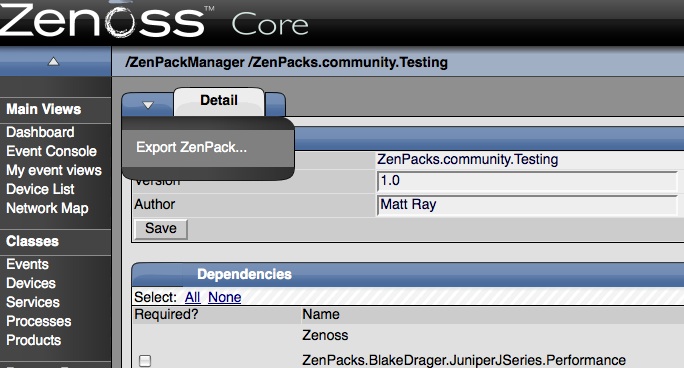 Zenoss™ Core
/ZenPackManager /ZenPacks.community.Testing
Detail
Export ZenPack...
ZenPacks.community.Testing
Version 1.0
Author Matt Ray
Save
Main Views
Dashboard
Event Console
My event views
Device List
Network Map
Classes
Events
Devices
Services
Processes
Products
Dependencies
Select: All None
Required? Name
Zenoss
ZenPacks.BlakeDrager.JuniperJSeries.Performance